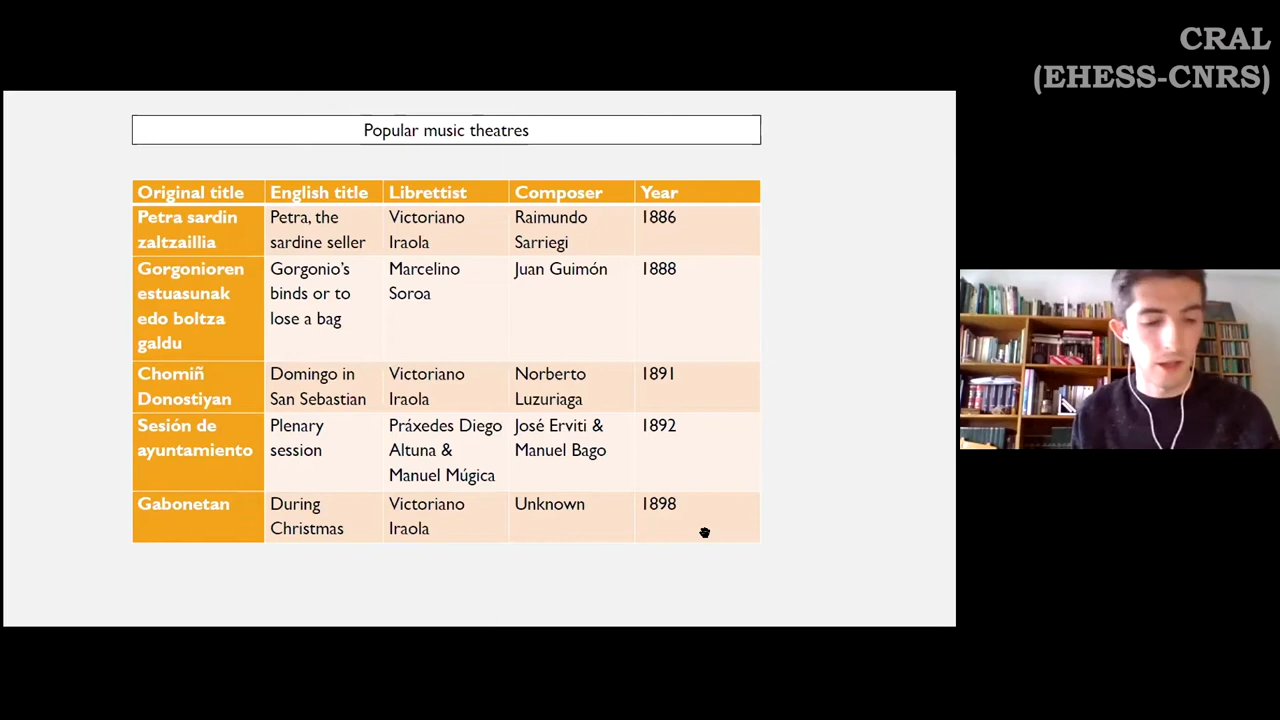 CRAL
(EHESS-CNRS)
Popular music theatres
Original title English title Librettist Composer Year
Petra sardin zaltzaillia Petra, the sardine seller Victoriano Iraola Raimundo Sarriegi 1886
Gorgonioren estuasunak edo boltza galdu Gorgonio's binds or to lose a bag Marcelino Soroa Juan Guimón 1888
Chomiñ Donostiyan Domingo in San Sebastian Victoriano Iraola Norberto Luzuriaga 1891
Sesión de ayuntamiento Plenary session Práxedes Diego Altuna & Manuel Múgica José Erviti & Manuel Bago 1892
Gabonetan During Christmas Victoriano Iraola Unknown 1898